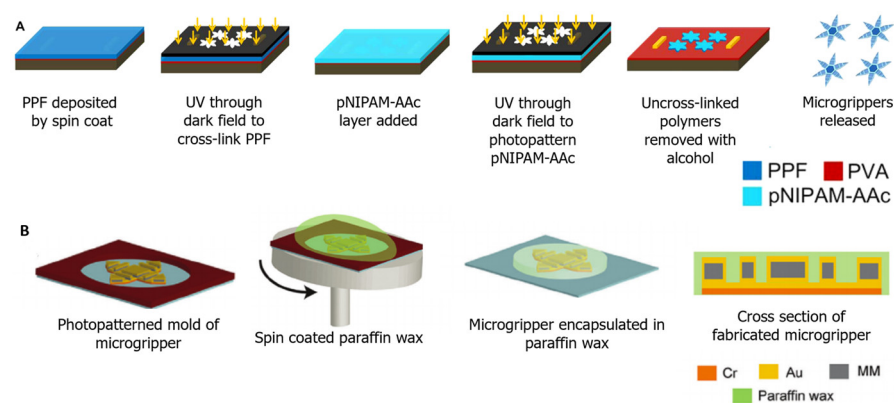 A
PPF deposited
by spin coat
UV through
dark field to
cross-link PPF
pNIPAM-AAc
layer added
UV through
dark field to
photopattern
pNIPAM-AAc
Uncross-linked
polymers
removed with
alcohol
Microgrippers
released
PPF
PVA
pNIPAM-AAc
B
Photopatterned mold of
microgripper
Spin coated paraffin wax
Microgripper encapsulated in
paraffin wax
Cross section of
fabricated microgripper
Cr
Au
MM
Paraffin wax